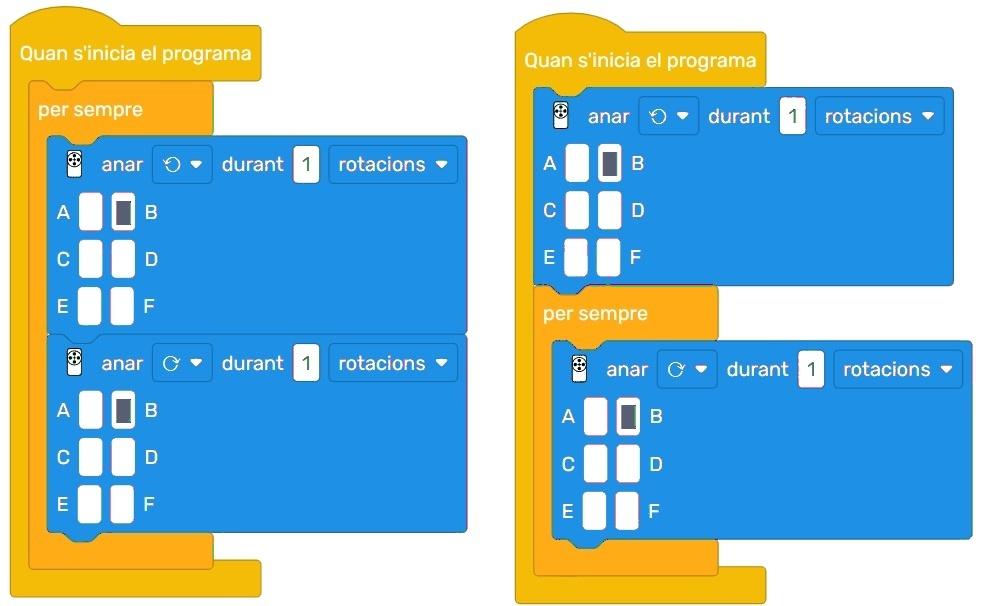 Quan s'inicia el programa
per sempre
anar durant 1 rotacions
A B
C D
E F
anar durant 1 rotacions
A B
C D
E F
Quan s'inicia el programa
anar durant 1 rotacions
A B
C D
E F
per sempre
anar durant 1 rotacions
A B
C D
E F